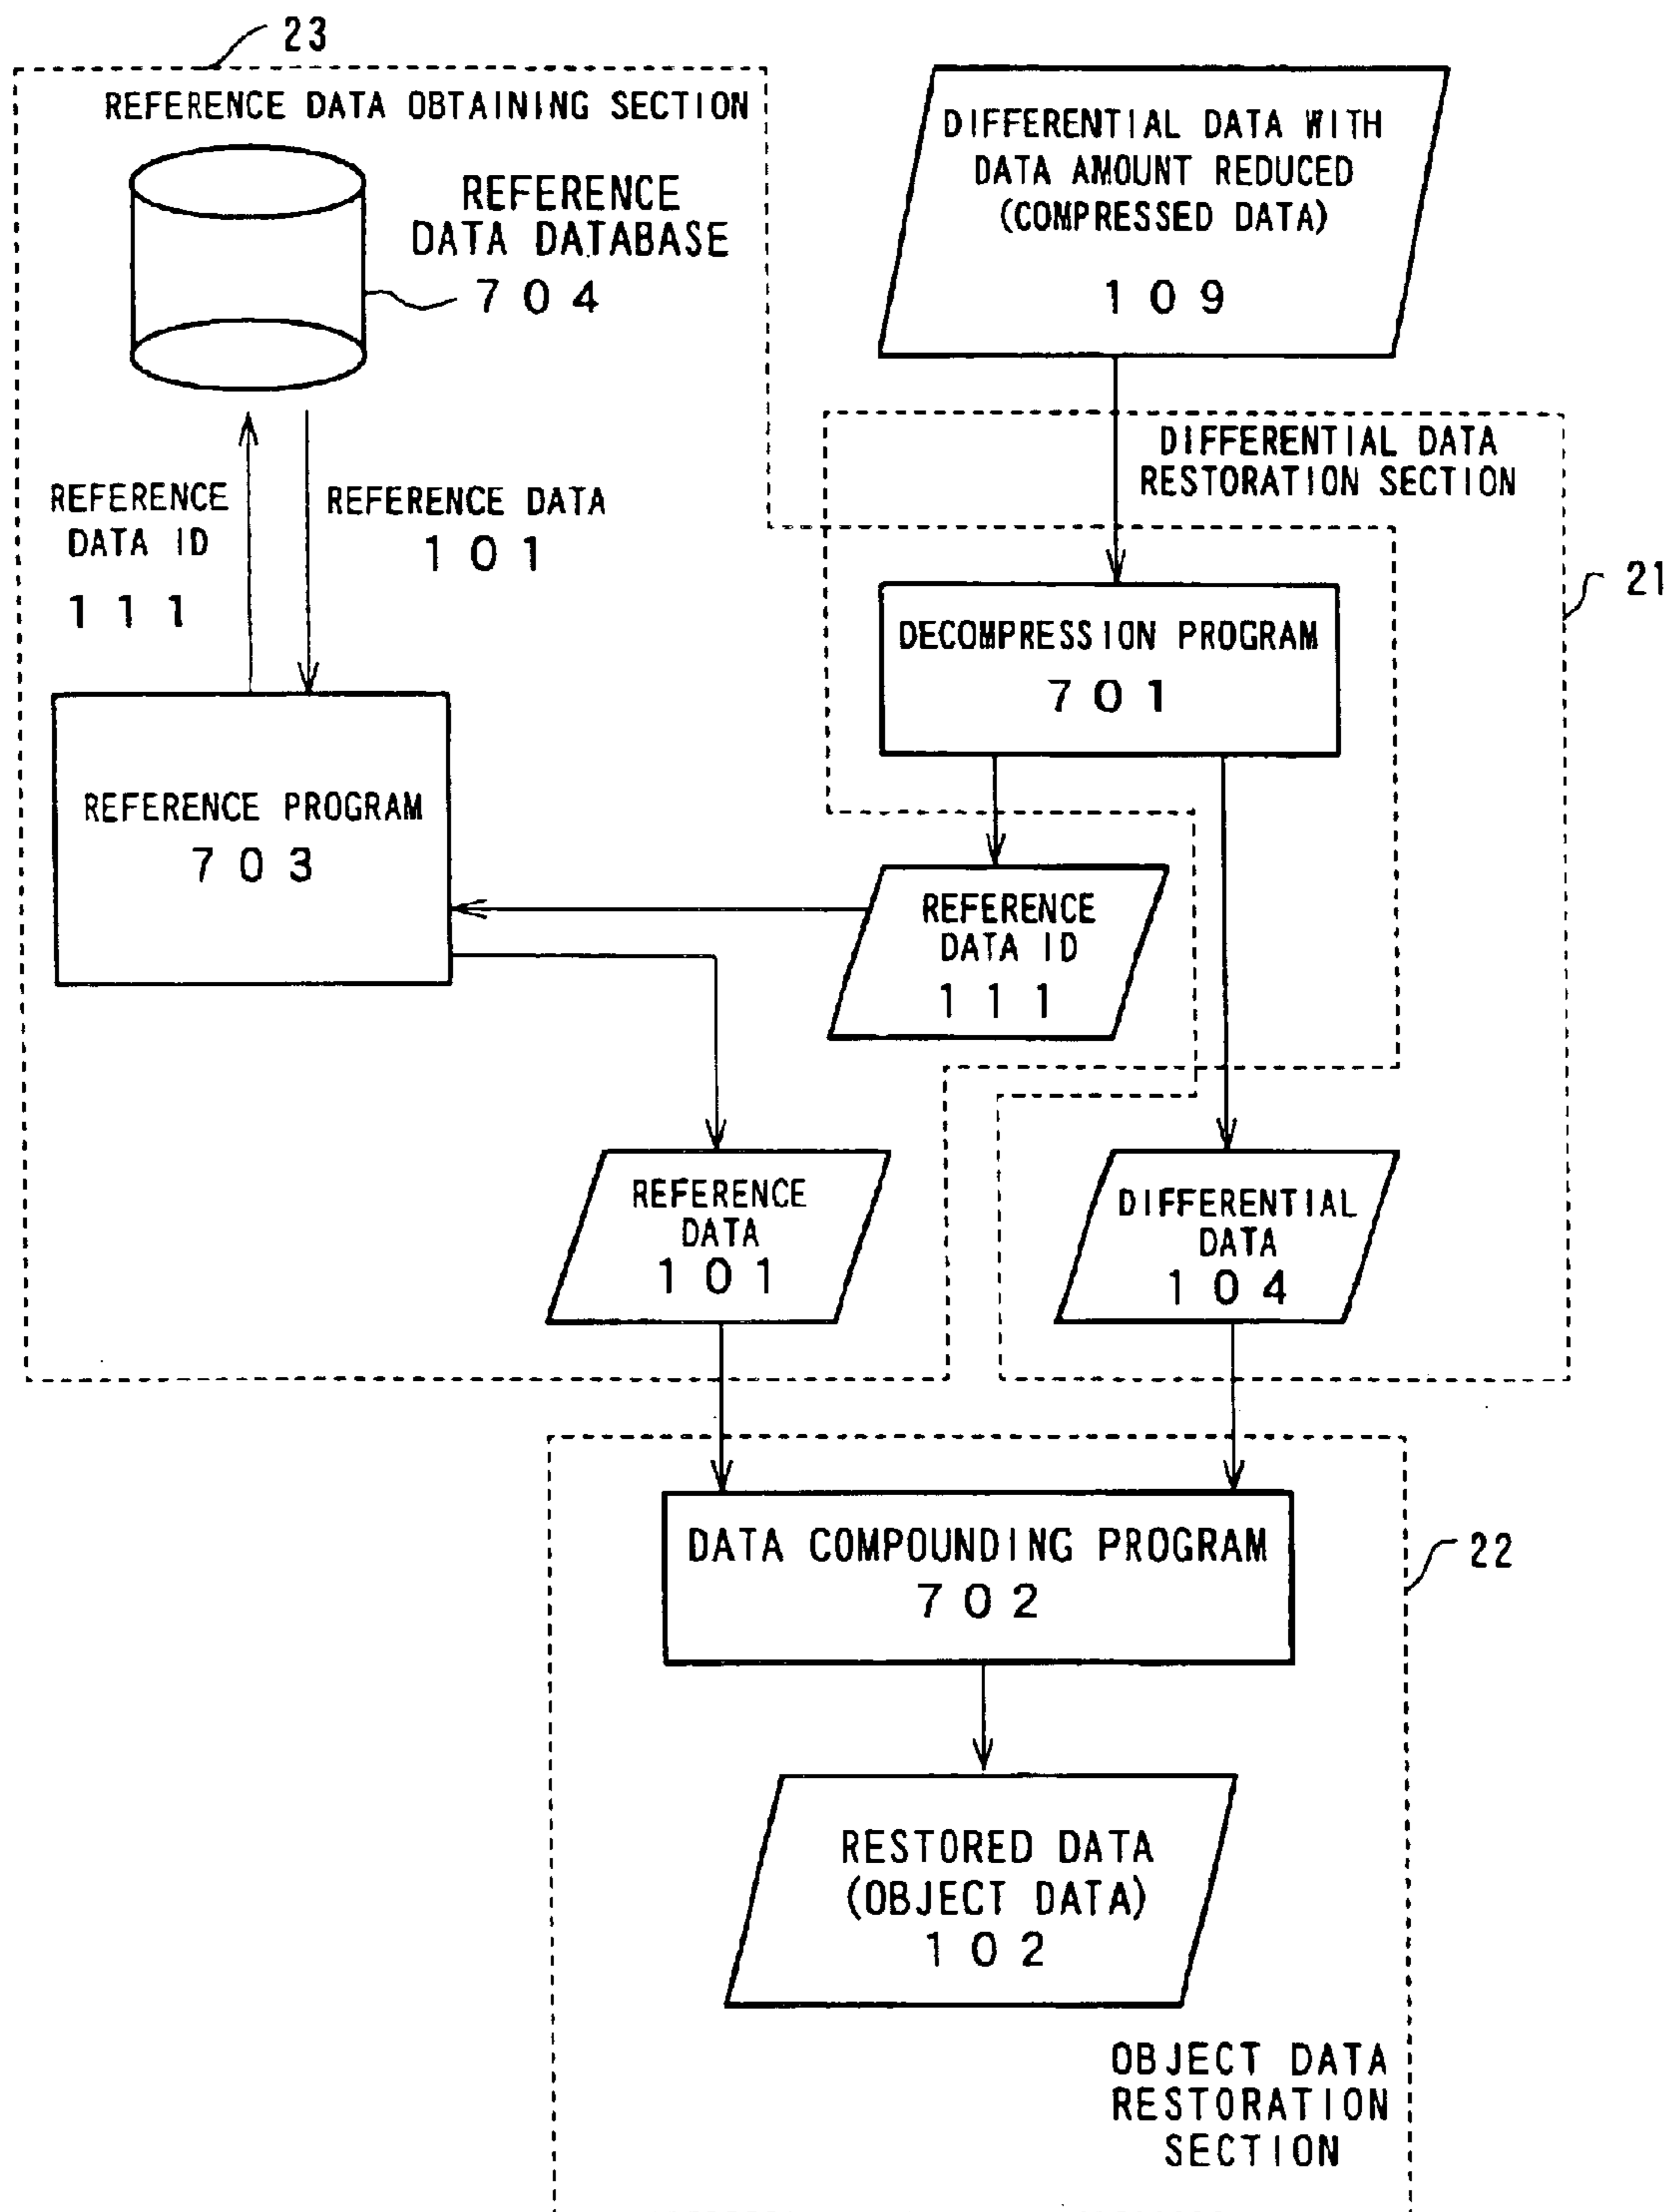 23
REFERENCE DATA OBTAINING SECTION
REFERENCE
DATA DATABASE
704
DIFFERENTIAL DATA WITH
DATA AMOUNT REDUCED
(COMPRESSED DATA)
109
DIFFERENTIAL DATA
RESTORATION SECTION
21
REFERENCE
DATA ID
111
REFERENCE DATA
101
DECOMPRESSION PROGRAM
701
REFERENCE PROGRAM
703
REFERENCE
DATA ID
111
REFERENCE
DATA
101
DIFFERENTIAL
DATA
104
DATA COMPOUNDING PROGRAM
702
22
RESTORED DATA
(OBJECT DATA)
102
OBJECT DATA
RESTORATION
SECTION